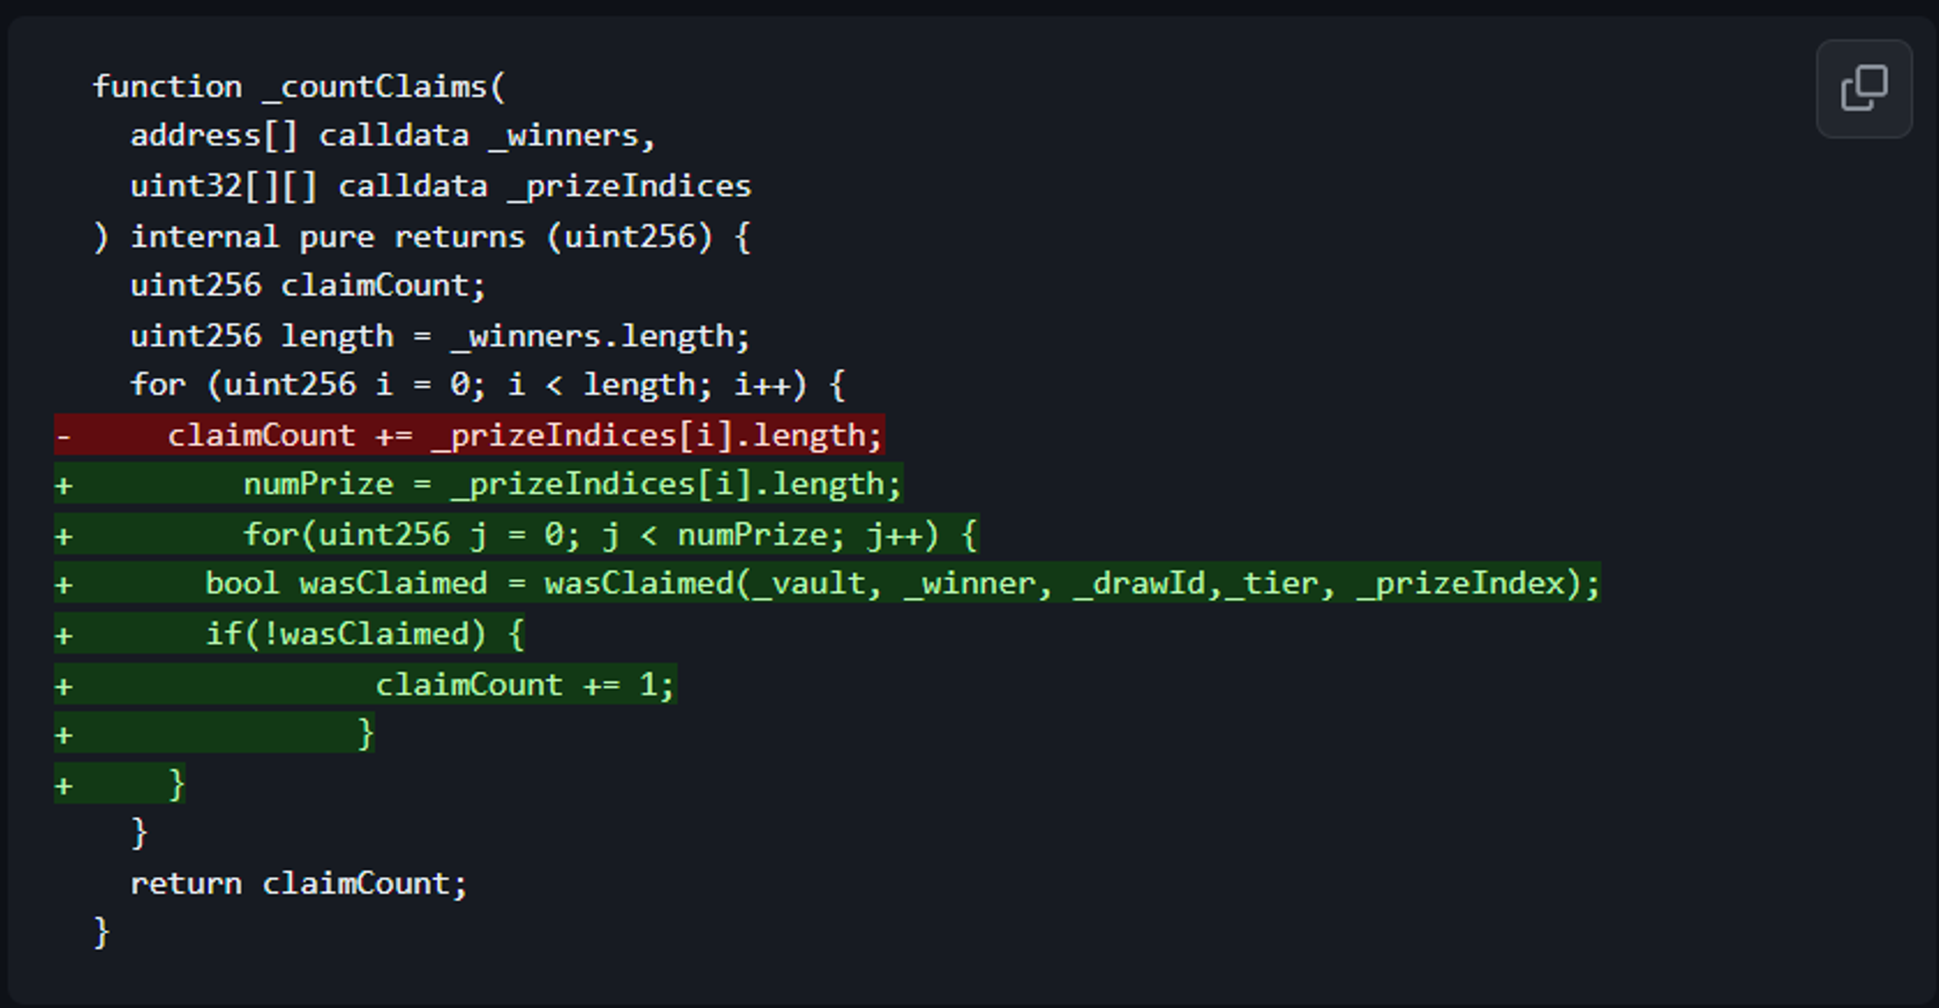 function _countClaims(
address[] calldata _winners,
uint32[][] calldata _prizeIndices
) internal pure returns (uint256) {
uint256 claimCount;
uint256 length = _winners.length;
for (uint256 i = 0; i < length; i++) {
- claimCount += _prizeIndices[i].length;
+ numPrize = _prizeIndices[i].length;
+ for(uint256 j = 0; j < numPrize; j++) {
+ bool wasClaimed = wasClaimed(_vault, _winner, _drawId,_tier, _prizeIndex);
+ if(!wasClaimed) {
+ claimCount += 1;
+ }
+ }
}
return claimCount;
}